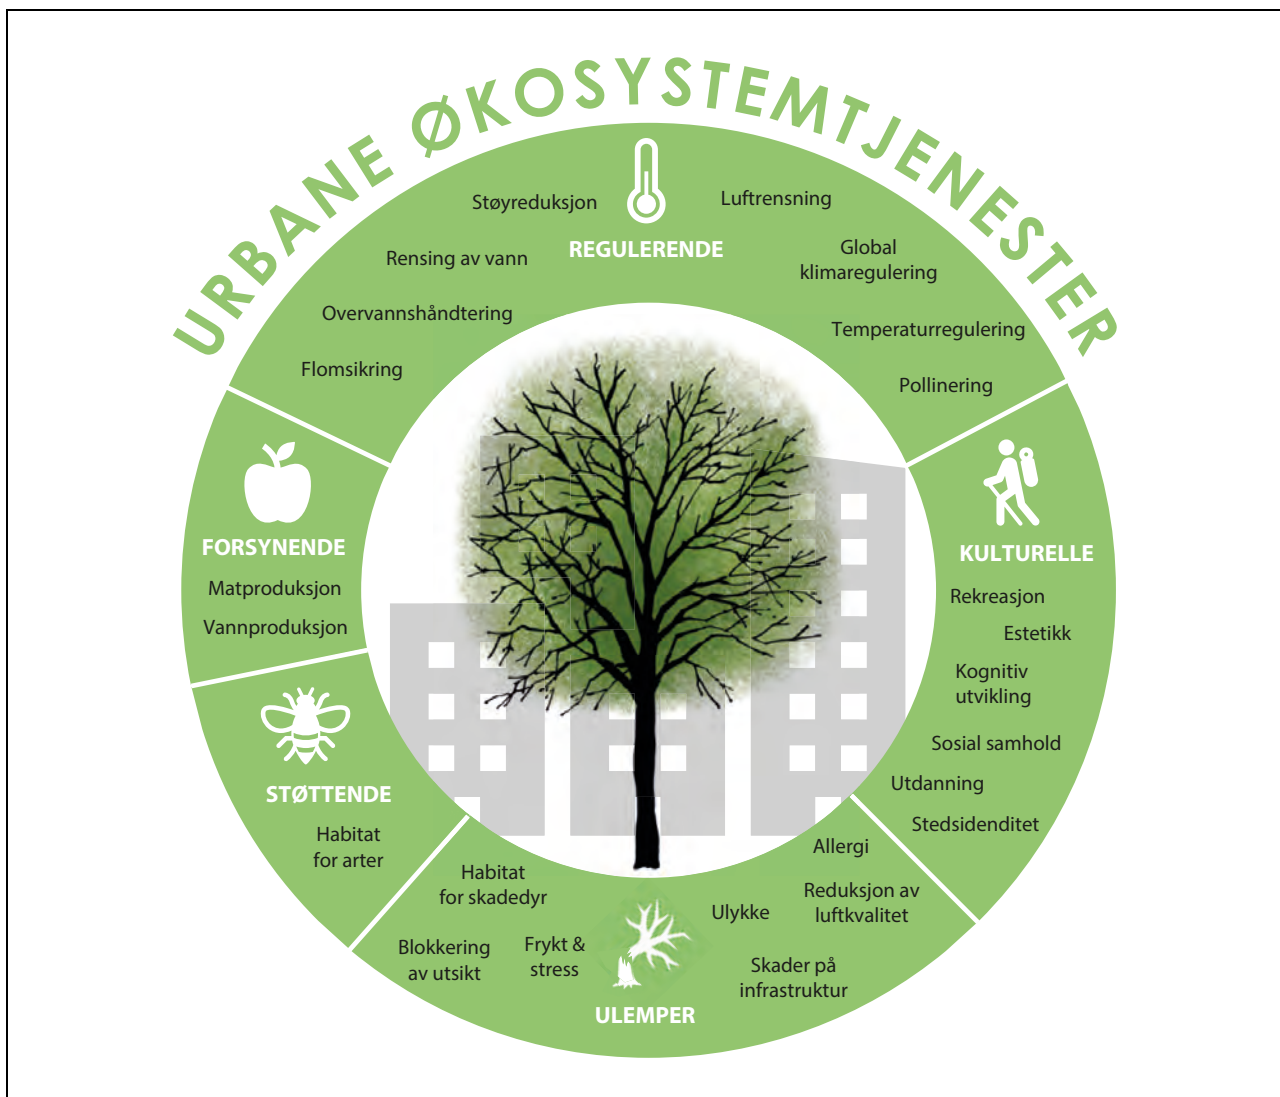 URBANE ØKOSYSTEMTJENESTER
REGULERENDE
Støyreduksjon
Rensing av vann
Overvannshåndtering
Flomsikring
Luftrensning
Global
klimaregulering
Temperaturregulering
Pollinering
KULTURELLE
Rekreasjon
Estetikk
Kognitiv
utvikling
Sosial samhold
Utdanning
Stedsidenditet
ULEMPER
Allergi
Reduksjon av
luftkvalitet
Ulykke
Skader på
infrastruktur
Habitat
for skadedyr
Frykt &
stress
Blokkering
av utsikt
STØTTENDE
Habitat
for arter
FORSYNENDE
Matproduksjon
Vannproduksjon